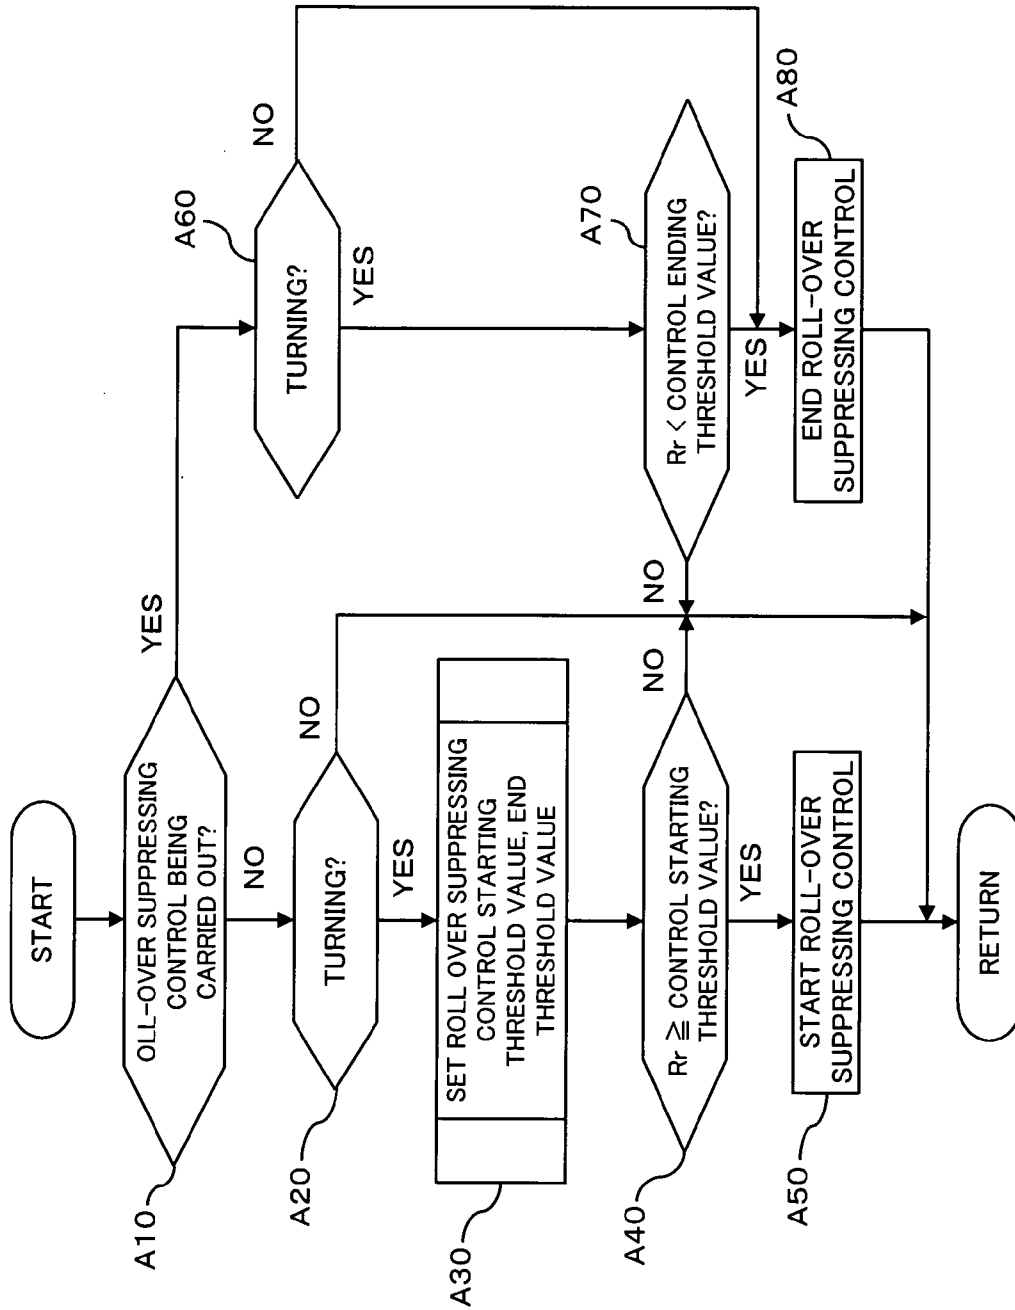 START
OLL-OVER SUPPRESSING
CONTROL BEING
CARRIED OUT?
A10
YES
NO
TURNING?
A20
NO
YES
SET ROLL OVER SUPPRESSING
CONTROL STARTING
THRESHOLD VALUE, END
THRESHOLD VALUE
A30
Rr ≧ CONTROL STARTING
THRESHOLD VALUE?
A40
NO
YES
START ROLL-OVER
SUPPRESSING CONTROL
A50
RETURN
TURNING?
A60
NO
YES
Rr < CONTROL ENDING
THRESHOLD VALUE?
A70
NO
YES
END ROLL-OVER
SUPPRESSING CONTROL
A80